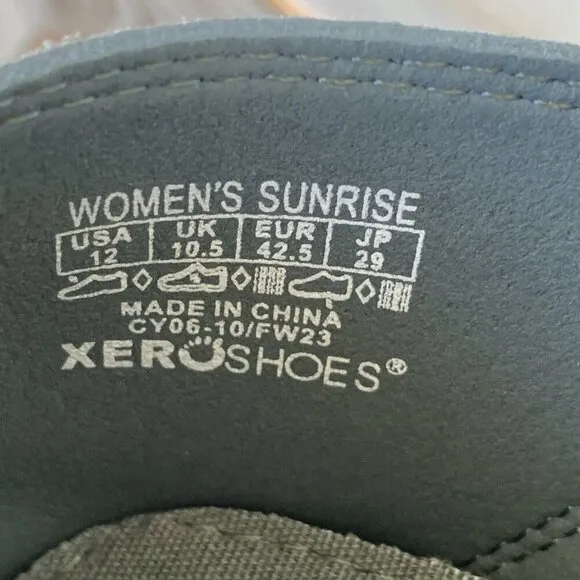 WOMEN'S SUNRISE
USA UK EUR JP
12 10.5 42.5 29
MADE IN CHINA
CY06-10/FW23
XEROSHOES®